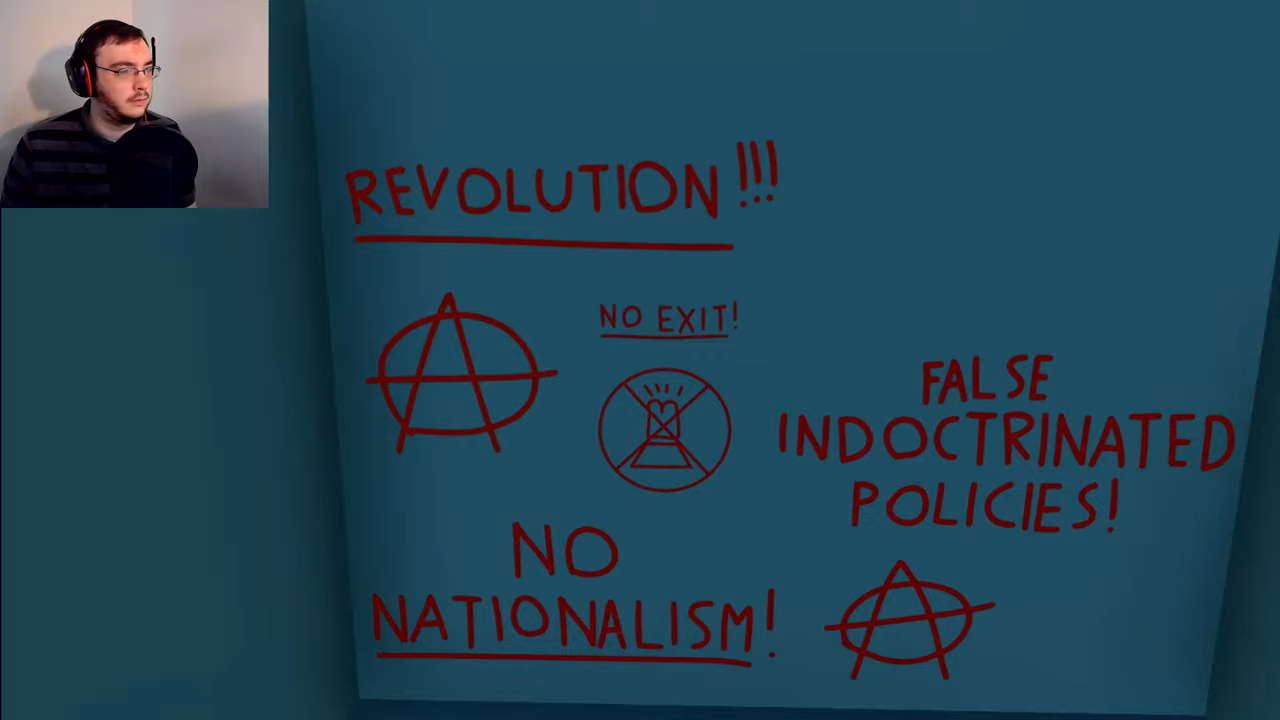 REVOLUTION!!!
NO EXIT!
FALSE
INDOCTRINATED
POLICIES!
NO
NATIONALISM!